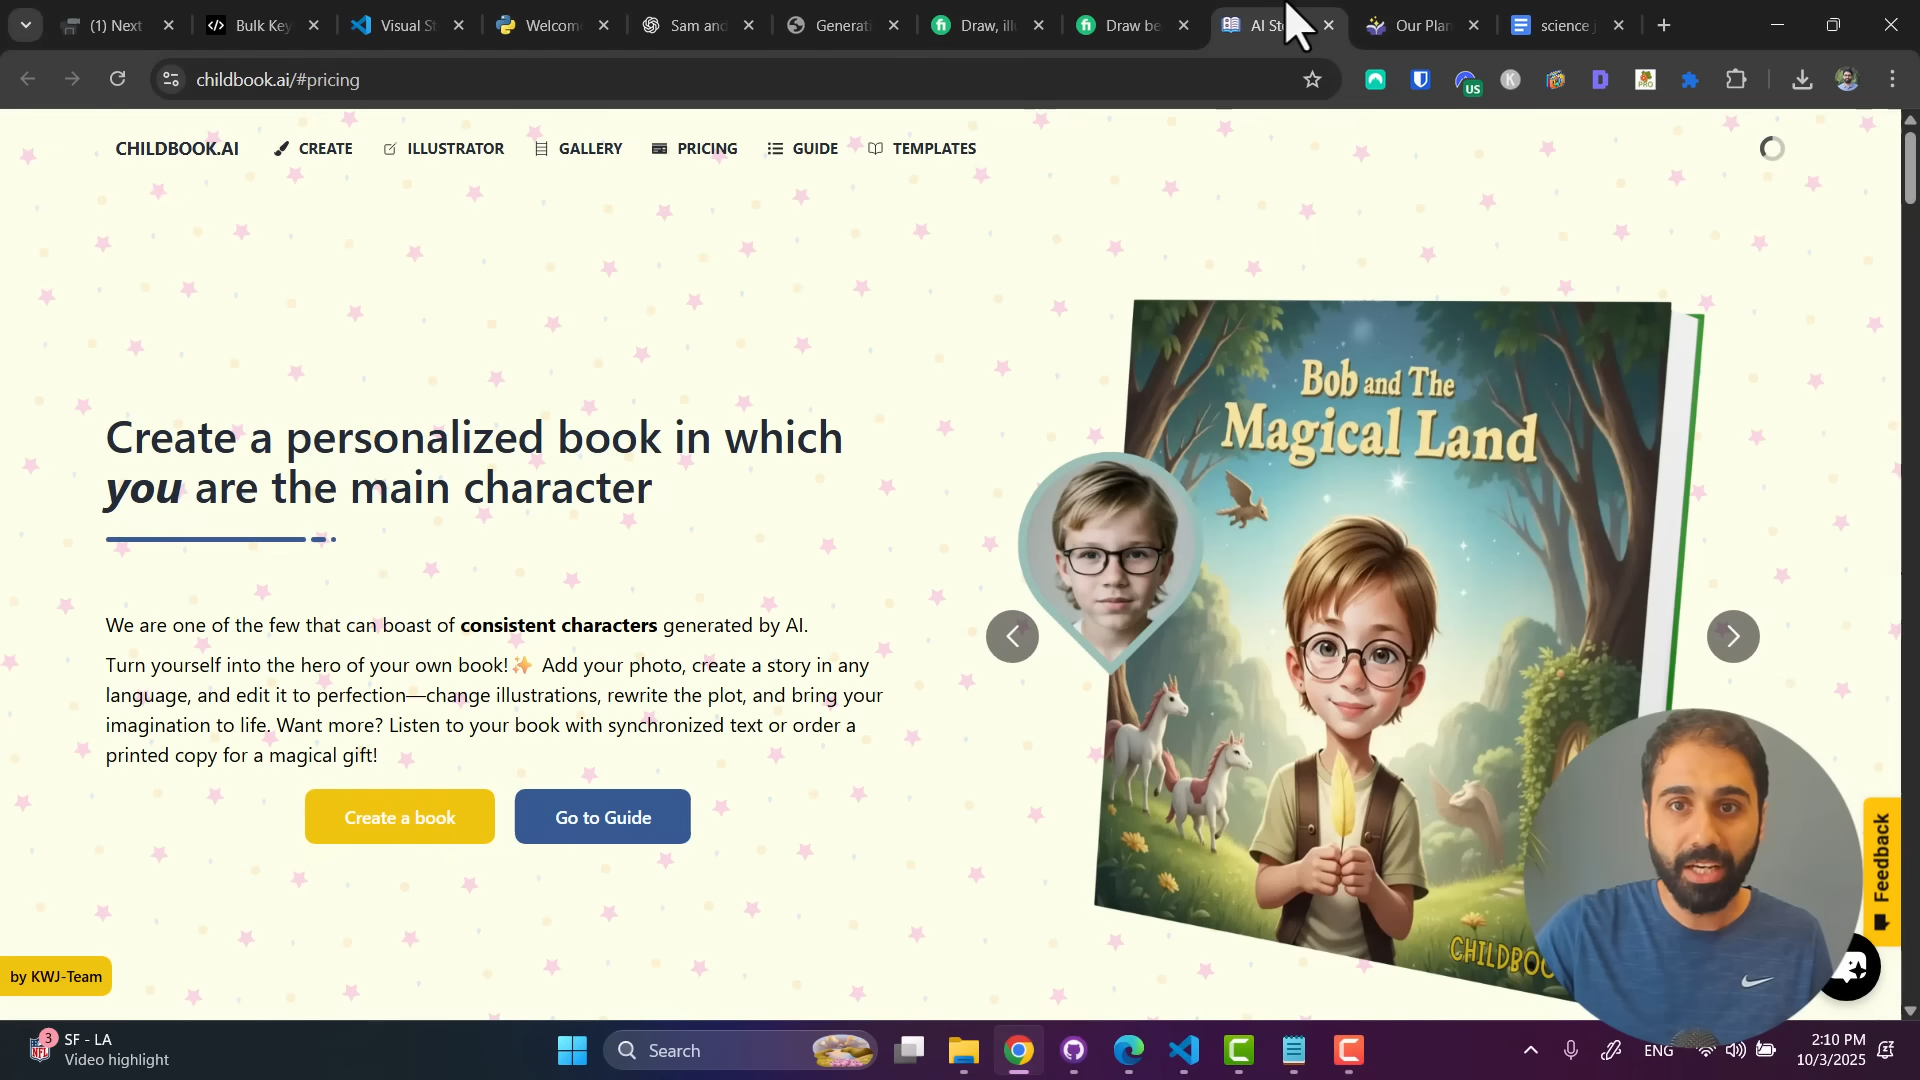 (1) Next
Bulk Key
Visual St
Welcom
Sam and
Generati
Draw, ill
Draw be
AI St
Our Plan
science j
childbook.ai/#pricing
US
PRO
CHILDBOOK.AI
CREATE
ILLUSTRATOR
GALLERY
PRICING
GUIDE
TEMPLATES
Create a personalized book in which
you are the main character
We are one of the few that can boast of consistent characters generated by AI.
Turn yourself into the hero of your own book!✨ Add your photo, create a story in any
language, and edit it to perfection—change illustrations, rewrite the plot, and bring your
imagination to life. Want more? Listen to your book with synchronized text or order a
printed copy for a magical gift!
Create a book
Go to Guide
Bob and The
Magical Land
CHILDBOO
Feedback
by KWJ-Team
3
NFL
SF - LA
Video highlight
Search
ENG
2:10 PM
10/3/2025